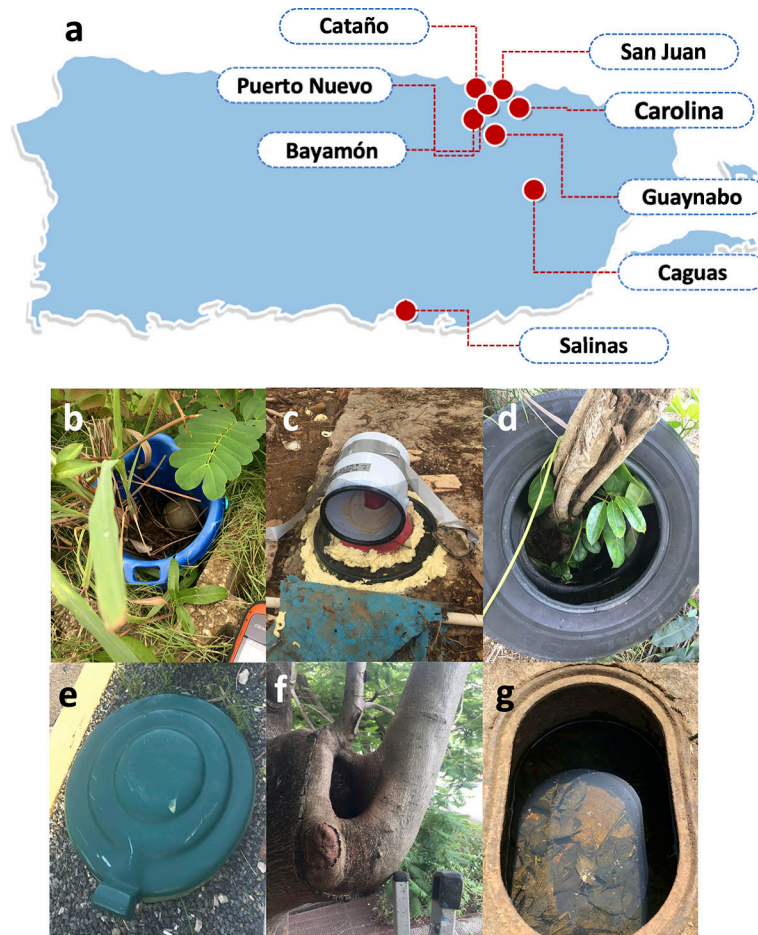 a
Cataño
San Juan
Puerto Nuevo
Carolina
Bayamón
Guaynabo
Caguas
Salinas
b
c
d
e
f
g